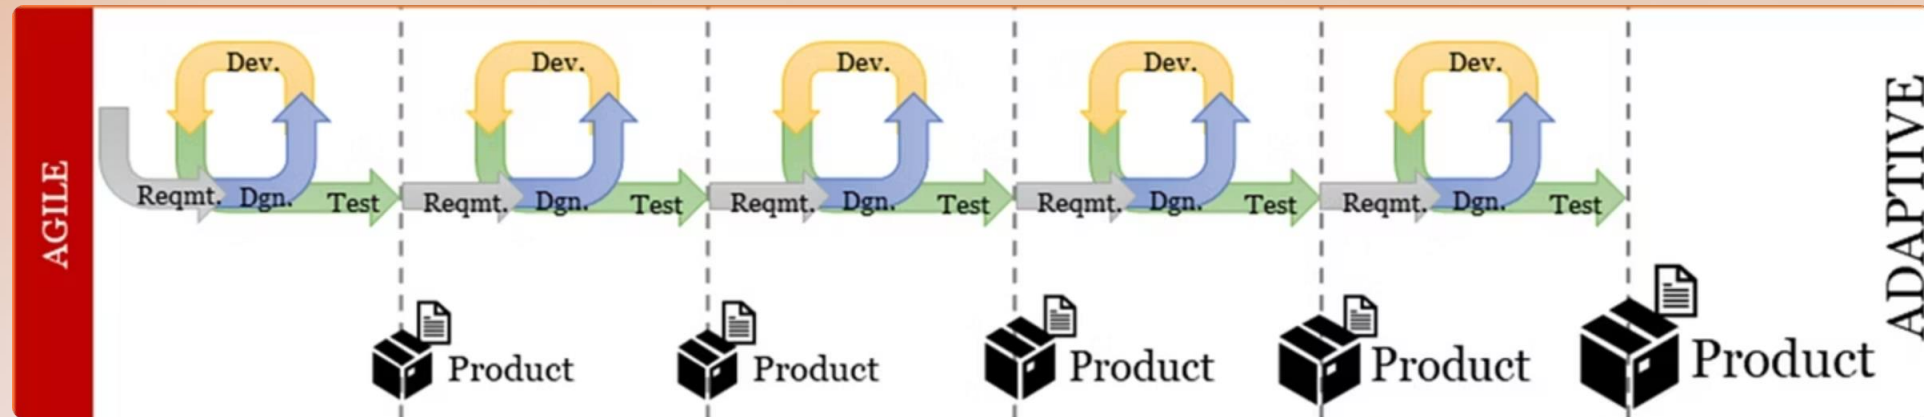 AGILE
Dev.
Reqmt. Dgn. Test
Dev.
Reqmt. Dgn. Test
Dev.
Reqmt. Dgn. Test
Dev.
Reqmt. Dgn. Test
Dev.
Reqmt. Dgn. Test
Product
Product
Product
Product
Product
ADAPTIVE